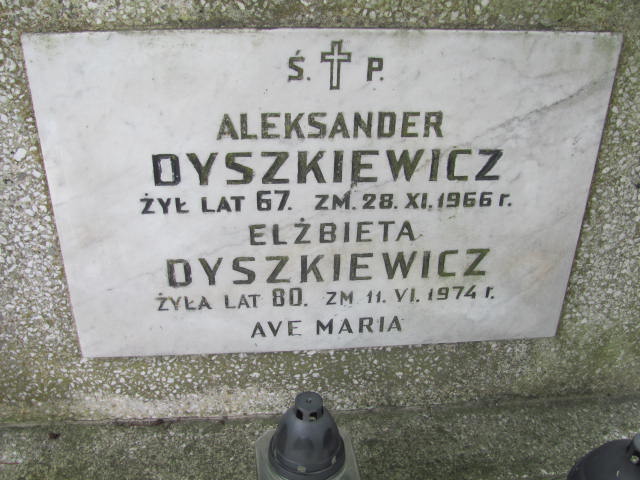 Ś. P.
ALEKSANDER
DYSZKIEWICZ
ŻYŁ LAT 67. ZM. 28. XI. 1966 r.
ELŻBIETA
DYSZKIEWICZ
ŻYŁA LAT 80. ZM 11. VI. 1974 r.
AVE MARIA